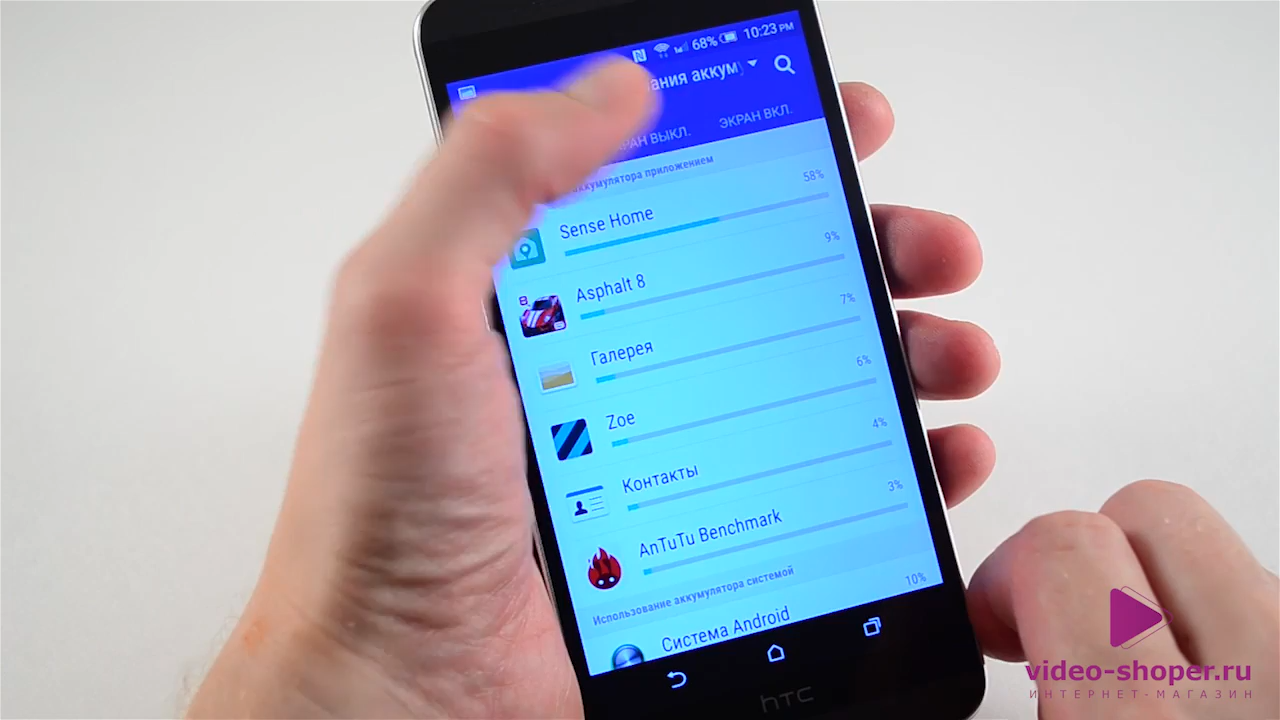 68% 10:23 PM
аккум
ВЫКЛ. ЭКРАН ВКЛ.
аккумулятора приложением
58%
Sense Home
9%
Asphalt 8
7%
Галерея
6%
Zoe
4%
Контакты
3%
AnTuTu Benchmark
Использование аккумулятора системой
10%
Система Android
hTC
video-shoper.ru
ИНТЕРНЕТ-МАГАЗИН